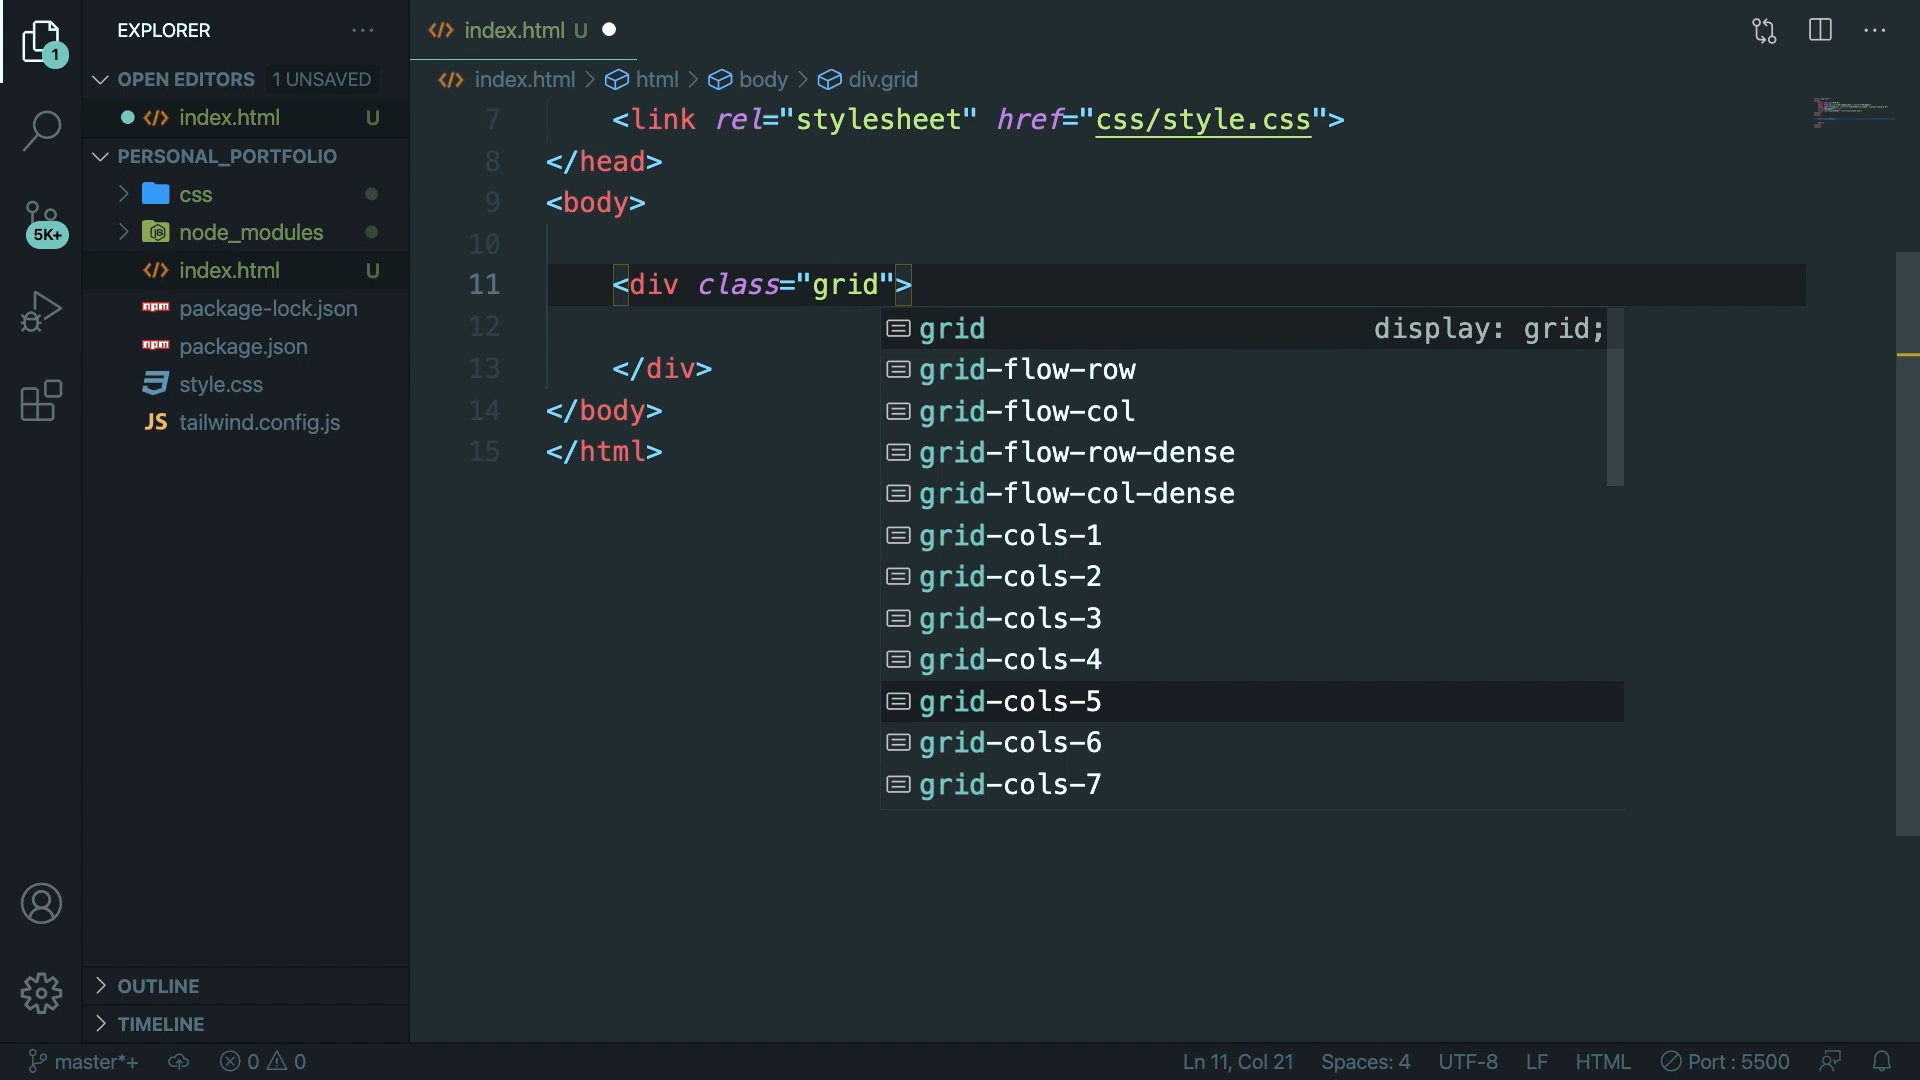 EXPLORER
1
OPEN EDITORS 1 UNSAVED
index.html U
PERSONAL_PORTFOLIO
css
node_modules
index.html U
package-lock.json
package.json
style.css
JS tailwind.config.js
5K+
OUTLINE
TIMELINE
index.html U
index.html > html > body > div.grid
7 <link rel="stylesheet" href="css/style.css">
8 </head>
9 <body>
10
11 <div class="grid">
12
13 </div>
14 </body>
15 </html>
grid display: grid;
grid-flow-row
grid-flow-col
grid-flow-row-dense
grid-flow-col-dense
grid-cols-1
grid-cols-2
grid-cols-3
grid-cols-4
grid-cols-5
grid-cols-6
grid-cols-7
master*+ 0 0 Ln 11, Col 21 Spaces: 4 UTF-8 LF HTML Port : 5500